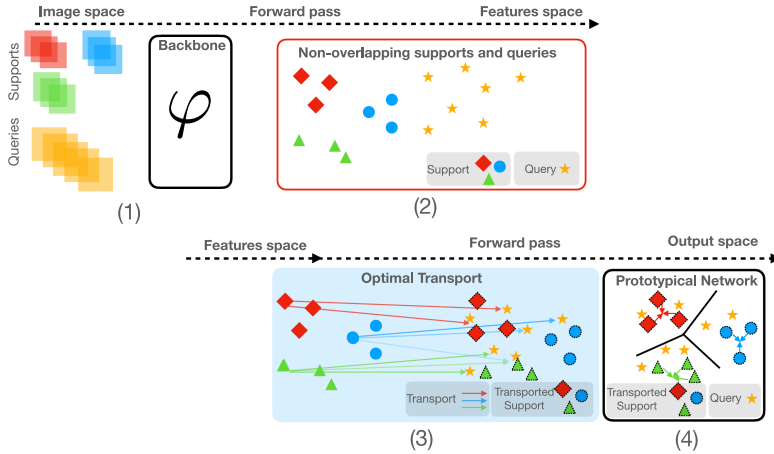 Image space
Forward pass
Features space
Supports
Queries
Backbone
φ
Non-overlapping supports and queries
Support
Query
(1)
(2)
Features space
Forward pass
Output space
Optimal Transport
Prototypical Network
Transport
Transported
Support
Transported
Support
Query
(3)
(4)